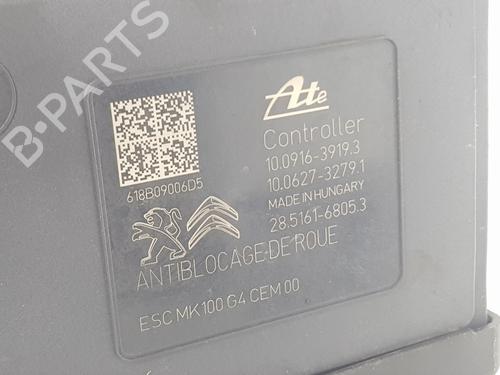 B-PARTS
Ate
Controller
10.0916-3919.3
10.0627-3279.1
MADE IN HUNGARY
28.5161-6805.3
618B09006D5
ANTIBLOCAGE·DE·ROUE
ESC MK100 G4 CEM 00